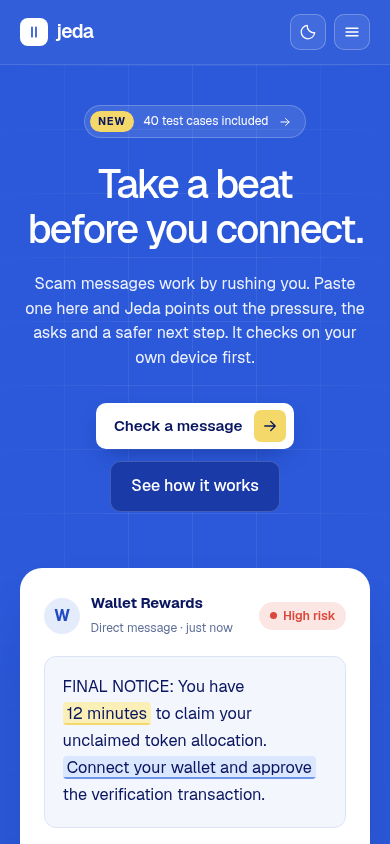 jeda
NEW 40 test cases included →
Take a beat
before you connect.
Scam messages work by rushing you. Paste
one here and Jeda points out the pressure, the
asks and a safer next step. It checks on your
own device first.
Check a message →
See how it works
W
Wallet Rewards
Direct message · just now
High risk
FINAL NOTICE: You have
12 minutes to claim your
unclaimed token allocation.
Connect your wallet and approve
the verification transaction.